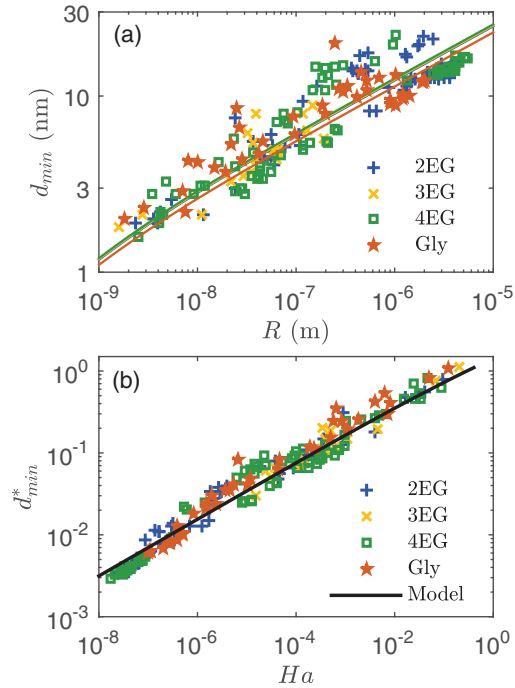 (a)
30
10
3
1
d_min (nm)
2EG
3EG
4EG
Gly
10^-9
10^-8
10^-7
10^-6
10^-5
R (m)
(b)
10^0
10^-1
10^-2
10^-3
d*_min
2EG
3EG
4EG
Gly
Model
10^-8
10^-6
10^-4
10^-2
10^0
Ha